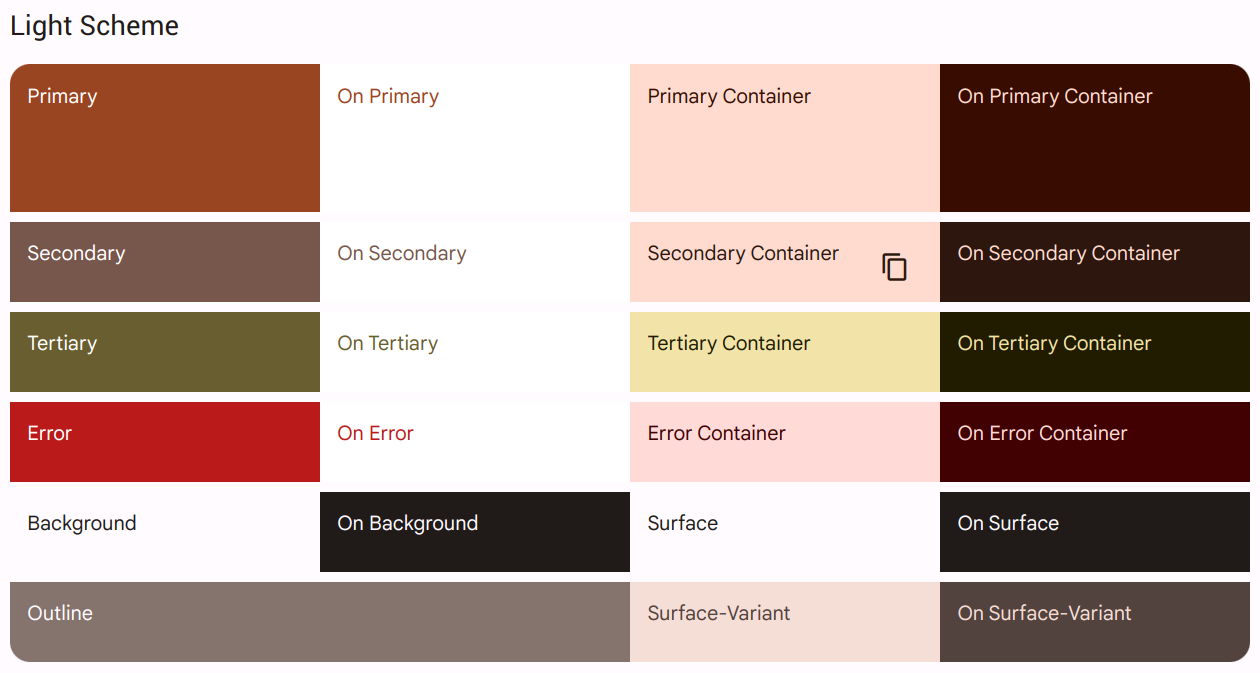 Light Scheme
Primary
On Primary
Primary Container
On Primary Container
Secondary
On Secondary
Secondary Container
On Secondary Container
Tertiary
On Tertiary
Tertiary Container
On Tertiary Container
Error
On Error
Error Container
On Error Container
Background
On Background
Surface
On Surface
Outline
Surface-Variant
On Surface-Variant